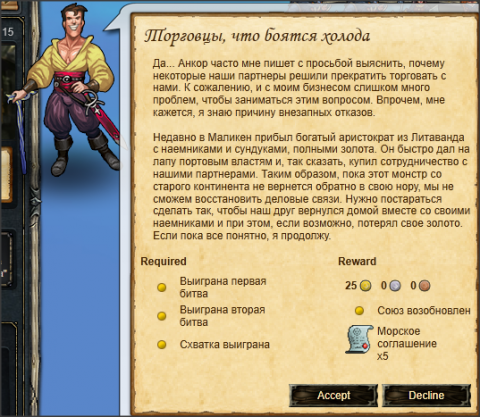 15
Торговцы, что боятся холода
Да... Анкор часто мне пишет с просьбой выяснить, почему
некоторые наши партнеры решили прекратить торговать с
нами. К сожалению, и с моим бизнесом слишком много
проблем, чтобы заниматься этим вопросом. Впрочем, мне
кажется, я знаю причину внезапных отказов.
Недавно в Маликен прибыл богатый аристократ из Литаванда
с наемниками и сундуками, полными золота. Он быстро дал на
лапу портовым властям и, так сказать, купил сотрудничество с
нашими партнерами. Таким образом, пока этот монстр со
старого континента не вернется обратно в свою нору, мы не
сможем восстановить деловые связи. Нужно постараться
сделать так, чтобы наш друг вернулся домой вместе со своими
наемниками и при этом, если возможно, потерял свое золото.
Если пока все понятно, я продолжу.
Required
Выиграна первая
битва
Выиграна вторая
битва
Схватка выиграна
Reward
25 0 0
Союз возобновлен
Морское
соглашение
x5
Accept
Decline